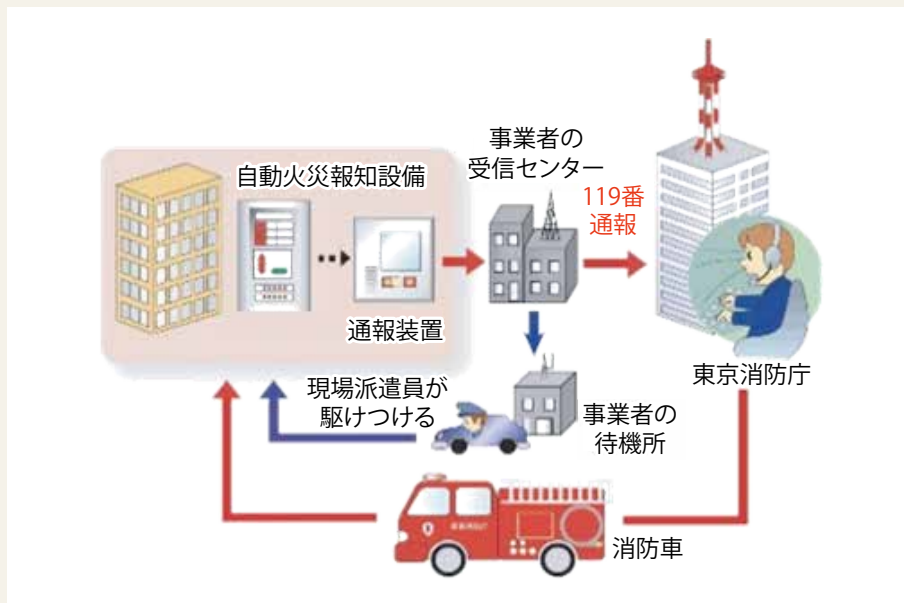 自動火災報知設備
通報装置
事業者の
受信センター
119番
通報
東京消防庁
現場派遣員が
駆けつける
事業者の
待機所
消防車